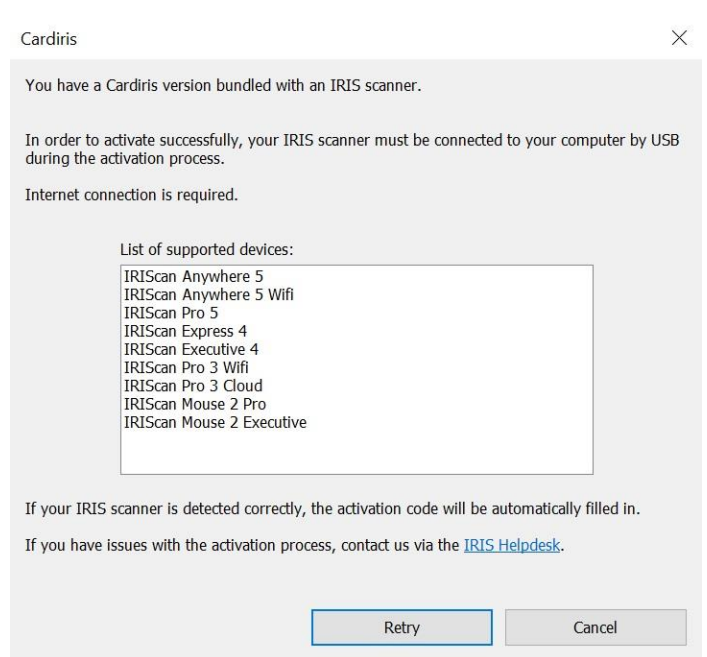 Cardiris
You have a Cardiris version bundled with an IRIS scanner.
In order to activate successfully, your IRIS scanner must be connected to your computer by USB
during the activation process.
Internet connection is required.
List of supported devices:
IRIScan Anywhere 5
IRIScan Anywhere 5 Wifi
IRIScan Pro 5
IRIScan Express 4
IRIScan Executive 4
IRIScan Pro 3 Wifi
IRIScan Pro 3 Cloud
IRIScan Mouse 2 Pro
IRIScan Mouse 2 Executive
If your IRIS scanner is detected correctly, the activation code will be automatically filled in.
If you have issues with the activation process, contact us via the IRIS Helpdesk.
Retry Cancel